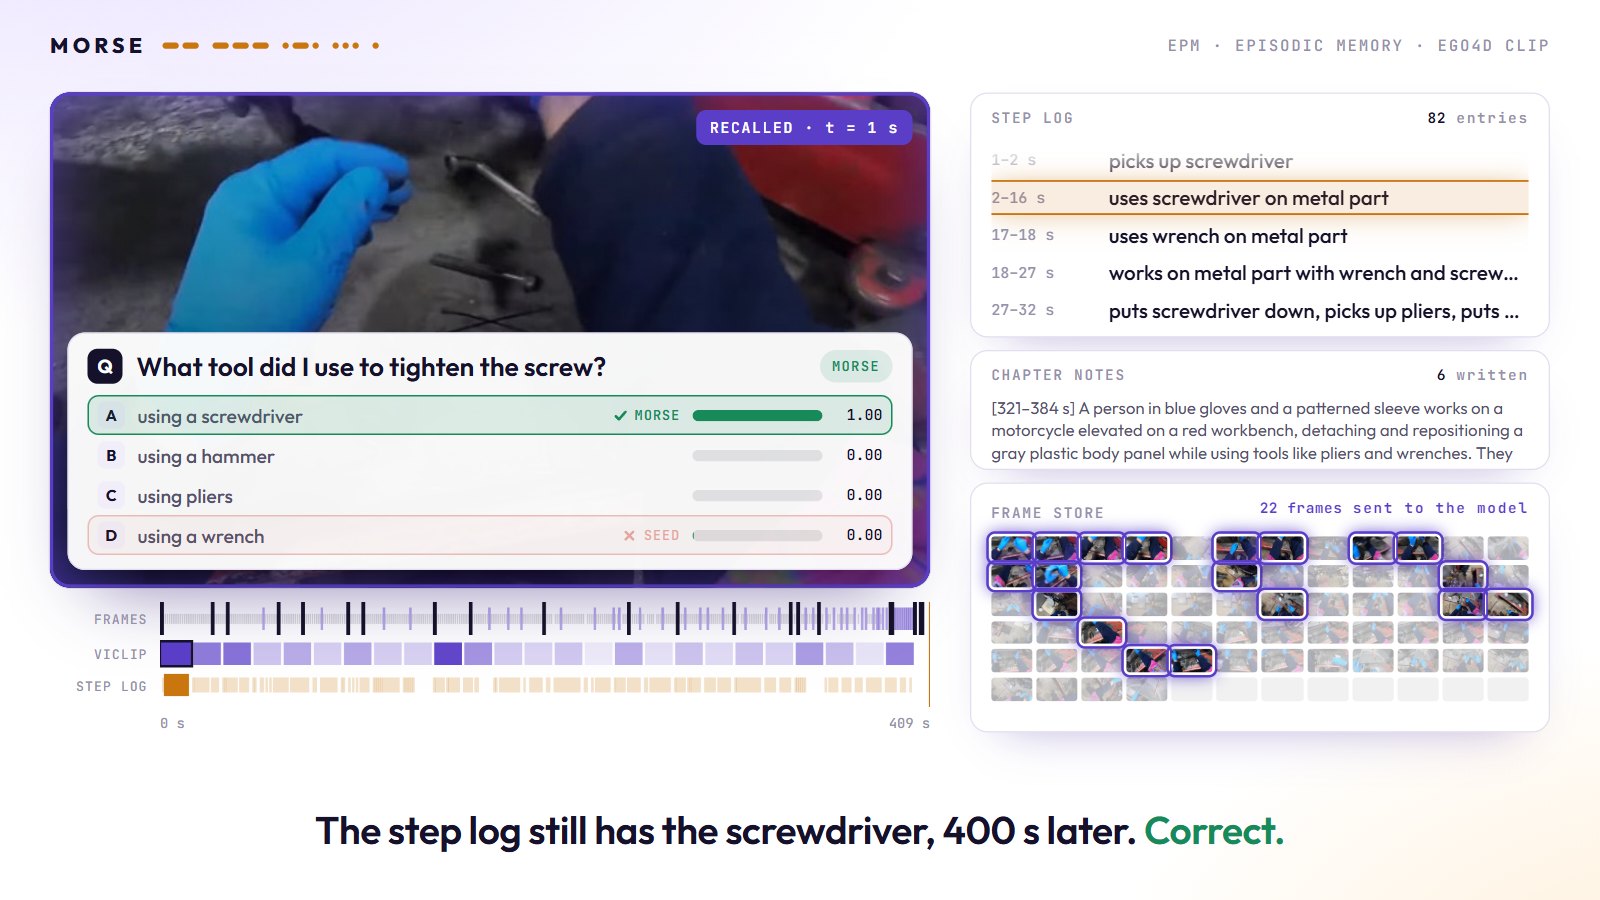 MORSE
EPM · EPISODIC MEMORY · EGO4D CLIP
RECALLED · t = 1 s
Q What tool did I use to tighten the screw? MORSE
A using a screwdriver MORSE 1.00
B using a hammer 0.00
C using pliers 0.00
D using a wrench SEED 0.00
FRAMES
VICLIP
STEP LOG
0 s 409 s
STEP LOG 82 entries
1–2 s picks up screwdriver
2–16 s uses screwdriver on metal part
17–18 s uses wrench on metal part
18–27 s works on metal part with wrench and screw...
27–32 s puts screwdriver down, picks up pliers, puts ...
CHAPTER NOTES 6 written
[321–384 s] A person in blue gloves and a patterned sleeve works on a
motorcycle elevated on a red workbench, detaching and repositioning a
gray plastic body panel while using tools like pliers and wrenches. They
FRAME STORE 22 frames sent to the model
The step log still has the screwdriver, 400 s later. Correct.